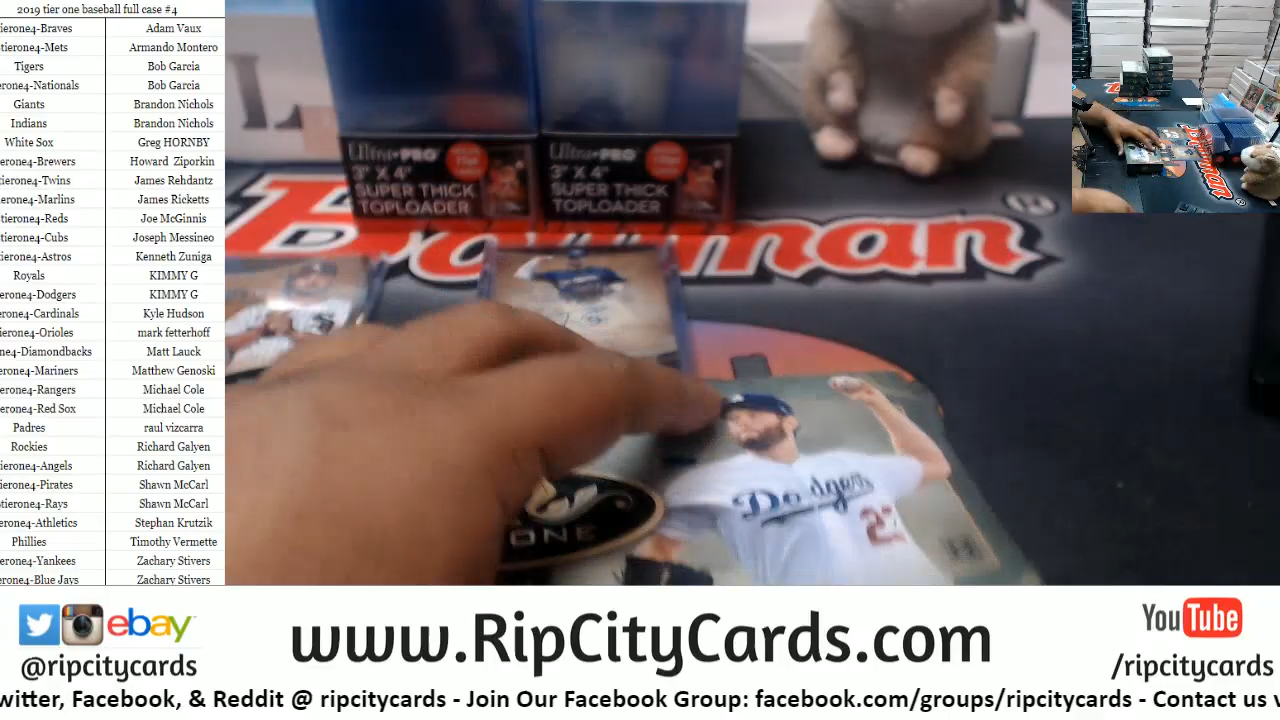 2019 tier one baseball full case #4
ierone4-Braves Adam Vaux
tierone4-Mets Armando Montero
Tigers Bob Garcia
erone4-Nationals Bob Garcia
Giants Brandon Nichols
Indians Brandon Nichols
White Sox Greg HORNBY
erone4-Brewers Howard Ziporkin
tierone4-Twins James Rehdantz
ierone4-Marlins James Ricketts
tierone4-Reds Joe McGinnis
tierone4-Cubs Joseph Messineo
ierone4-Astros Kenneth Zuniga
Royals KIMMY G
erone4-Dodgers KIMMY G
erone4-Cardinals Kyle Hudson
ierone4-Orioles mark fetterhoff
ne4-Diamondbacks Matt Lauck
erone4-Mariners Matthew Genoski
erone4-Rangers Michael Cole
erone4-Red Sox Michael Cole
Padres raul vizcarra
Rockies Richard Galyen
ierone4-Angels Richard Galyen
ierone4-Pirates Shawn McCarl
tierone4-Rays Shawn McCarl
erone4-Athletics Stephan Krutzik
Phillies Timothy Vermette
erone4-Yankees Zachary Stivers
erone4-Blue Jays Zachary Stivers
Ultra·PRO
3" X 4"
SUPER THICK
TOPLOADER
Ultra·PRO
3" X 4"
SUPER THICK
TOPLOADER
Bowman ®
Dodgers
22
ONE
Bowman
ebay
@ripcitycards
www.RipCityCards.com
YouTube
/ripcitycards
witter, Facebook, & Reddit @ ripcitycards - Join Our Facebook Group: facebook.com/groups/ripcitycards - Contact us v